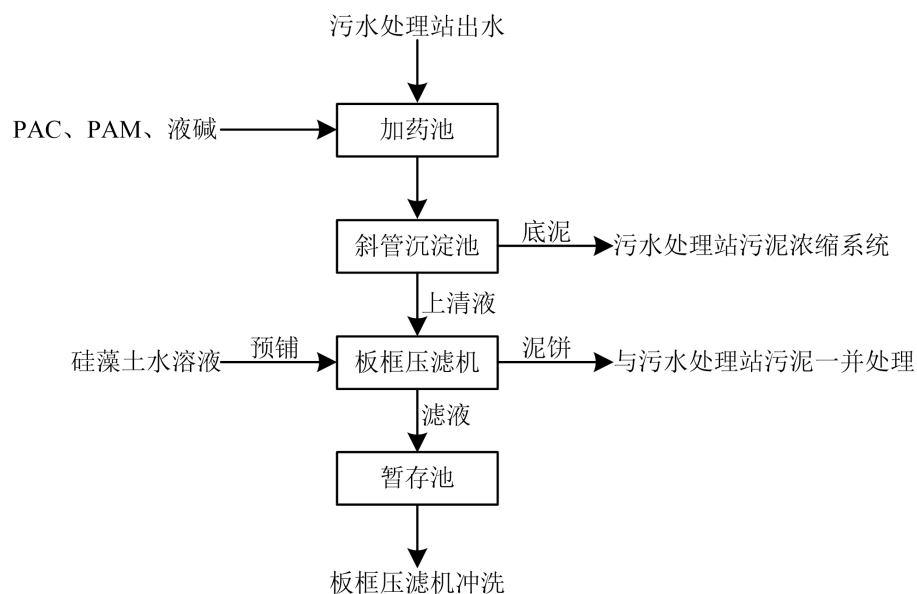 污水处理站出水
PAC、PAM、液碱
加药池
斜管沉淀池
底泥
污水处理站污泥浓缩系统
上清液
硅藻土水溶液
预铺
板框压滤机
泥饼
与污水处理站污泥一并处理
滤液
暂存池
板框压滤机冲洗